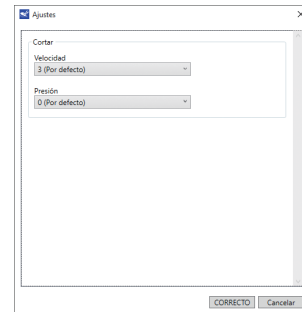 Ajustes
Cortar
Velocidad
3 (Por defecto)
Presión
0 (Por defecto)
CORRECTO
Cancelar